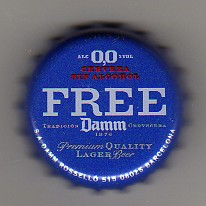 ALC 0,0 %VOL
CERVEZA
SIN ALCOHOL
FREE
TRADICIÓN Damm CERVECERA
1876
Premium QUALITY
LAGER Beer
S.A. DAMM ROSSELLÓ 515 08025 BARCELONA